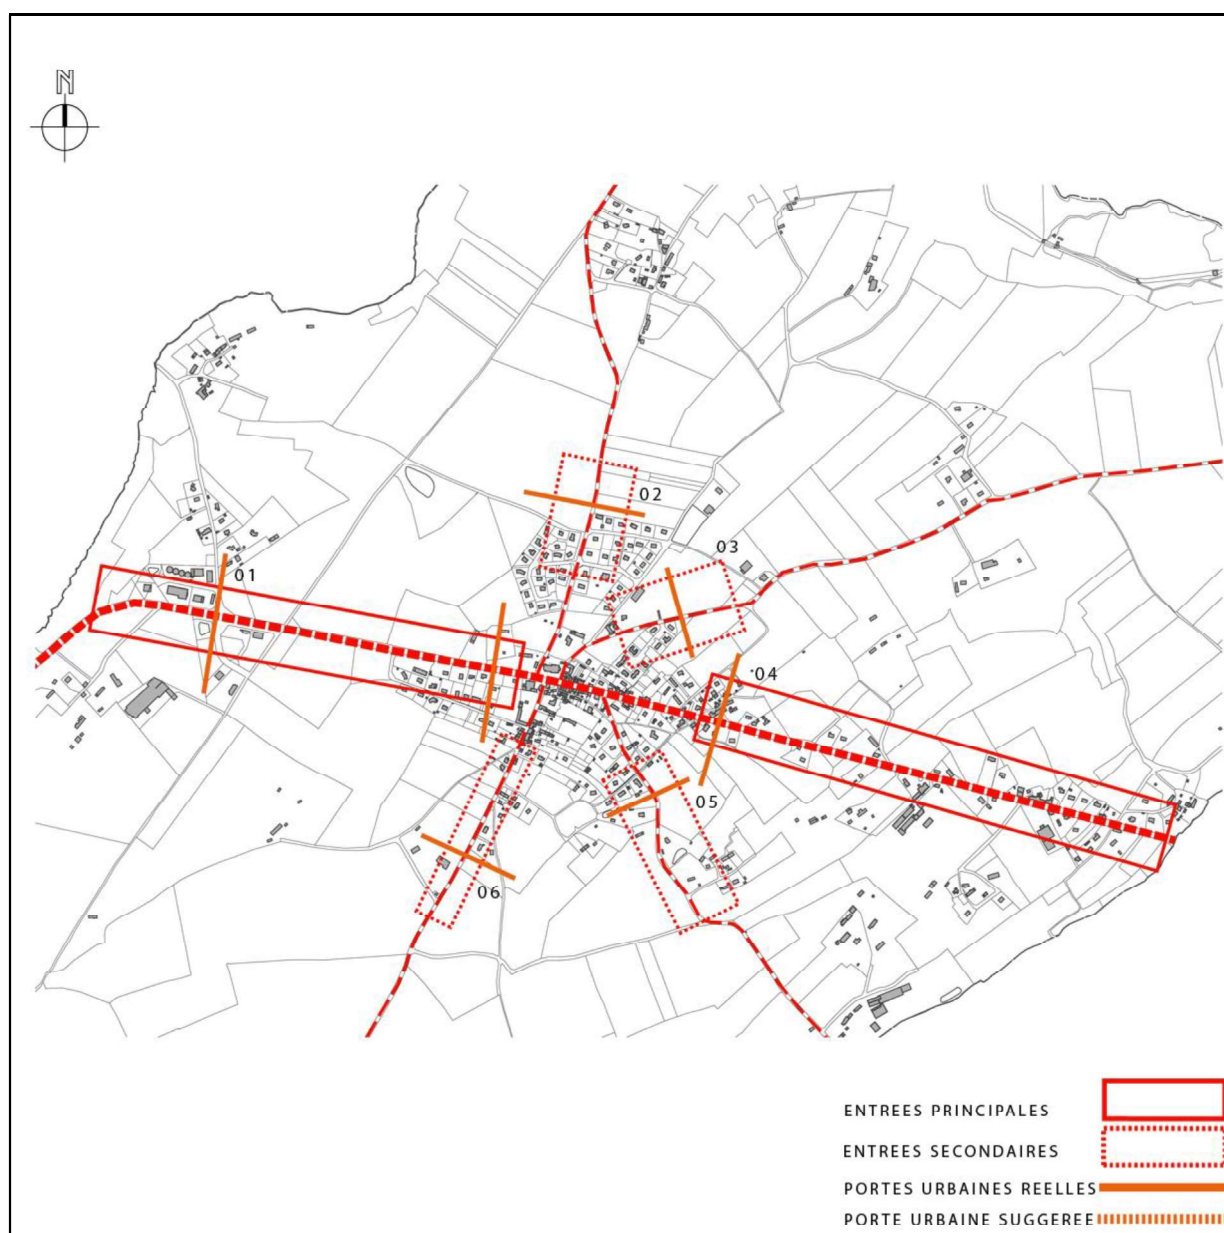 N
02
03
01
04
05
06
ENTREES PRINCIPALES
ENTREES SECONDAIRES
PORTES URBAINES REELLES
PORTE URBAINE SUGGEREE